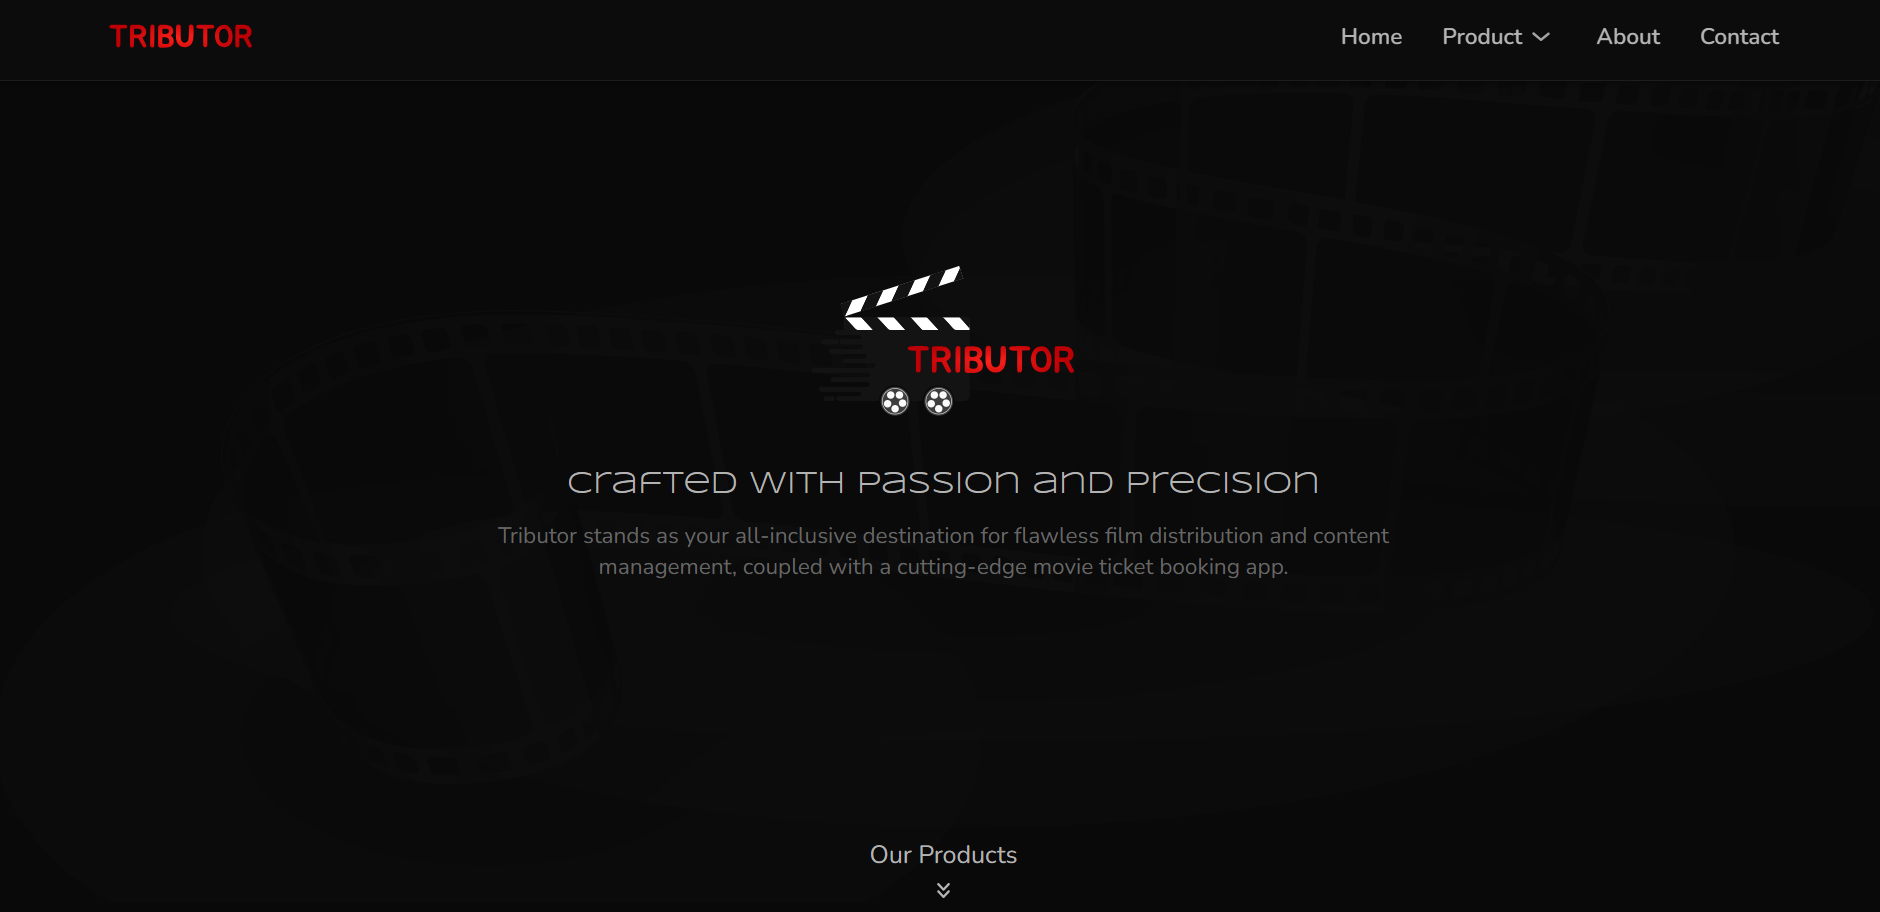 TRIBUTOR
Home
Product
About
Contact
TRIBUTOR
crafted with passion and precision
Tributor stands as your all-inclusive destination for flawless film distribution and content
management, coupled with a cutting-edge movie ticket booking app.
Our Products